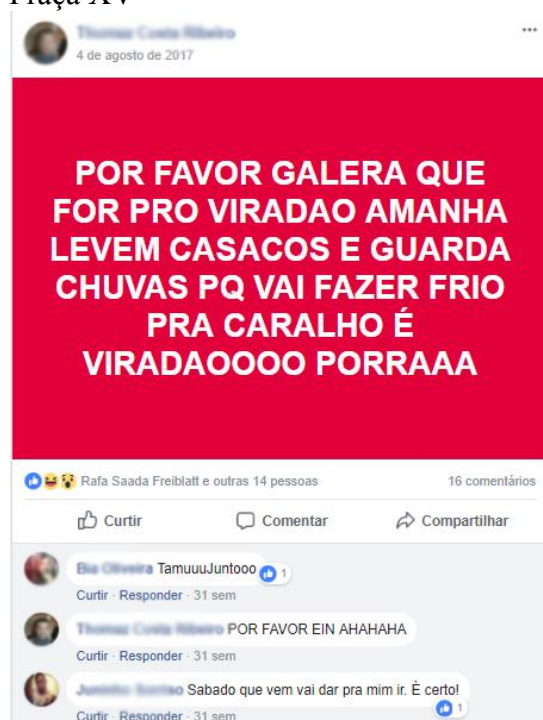 Praça XV
4 de agosto de 2017
POR FAVOR GALERA QUE
FOR PRO VIRADAO AMANHA
LEVEM CASACOS E GUARDA
CHUVAS PQ VAI FAZER FRIO
PRA CARALHO É
VIRADAOOOO PORRAAA
Rafa Saada Freiblatt e outras 14 pessoas 16 comentários
Curtir Comentar Compartilhar
TamuuuJuntooo 1
Curtir · Responder · 31 sem
POR FAVOR EIN AHAHAHA
Curtir · Responder · 31 sem
Sabado que vem vai dar pra mim ir. È certo!
1
Curtir · Responder · 31 sem